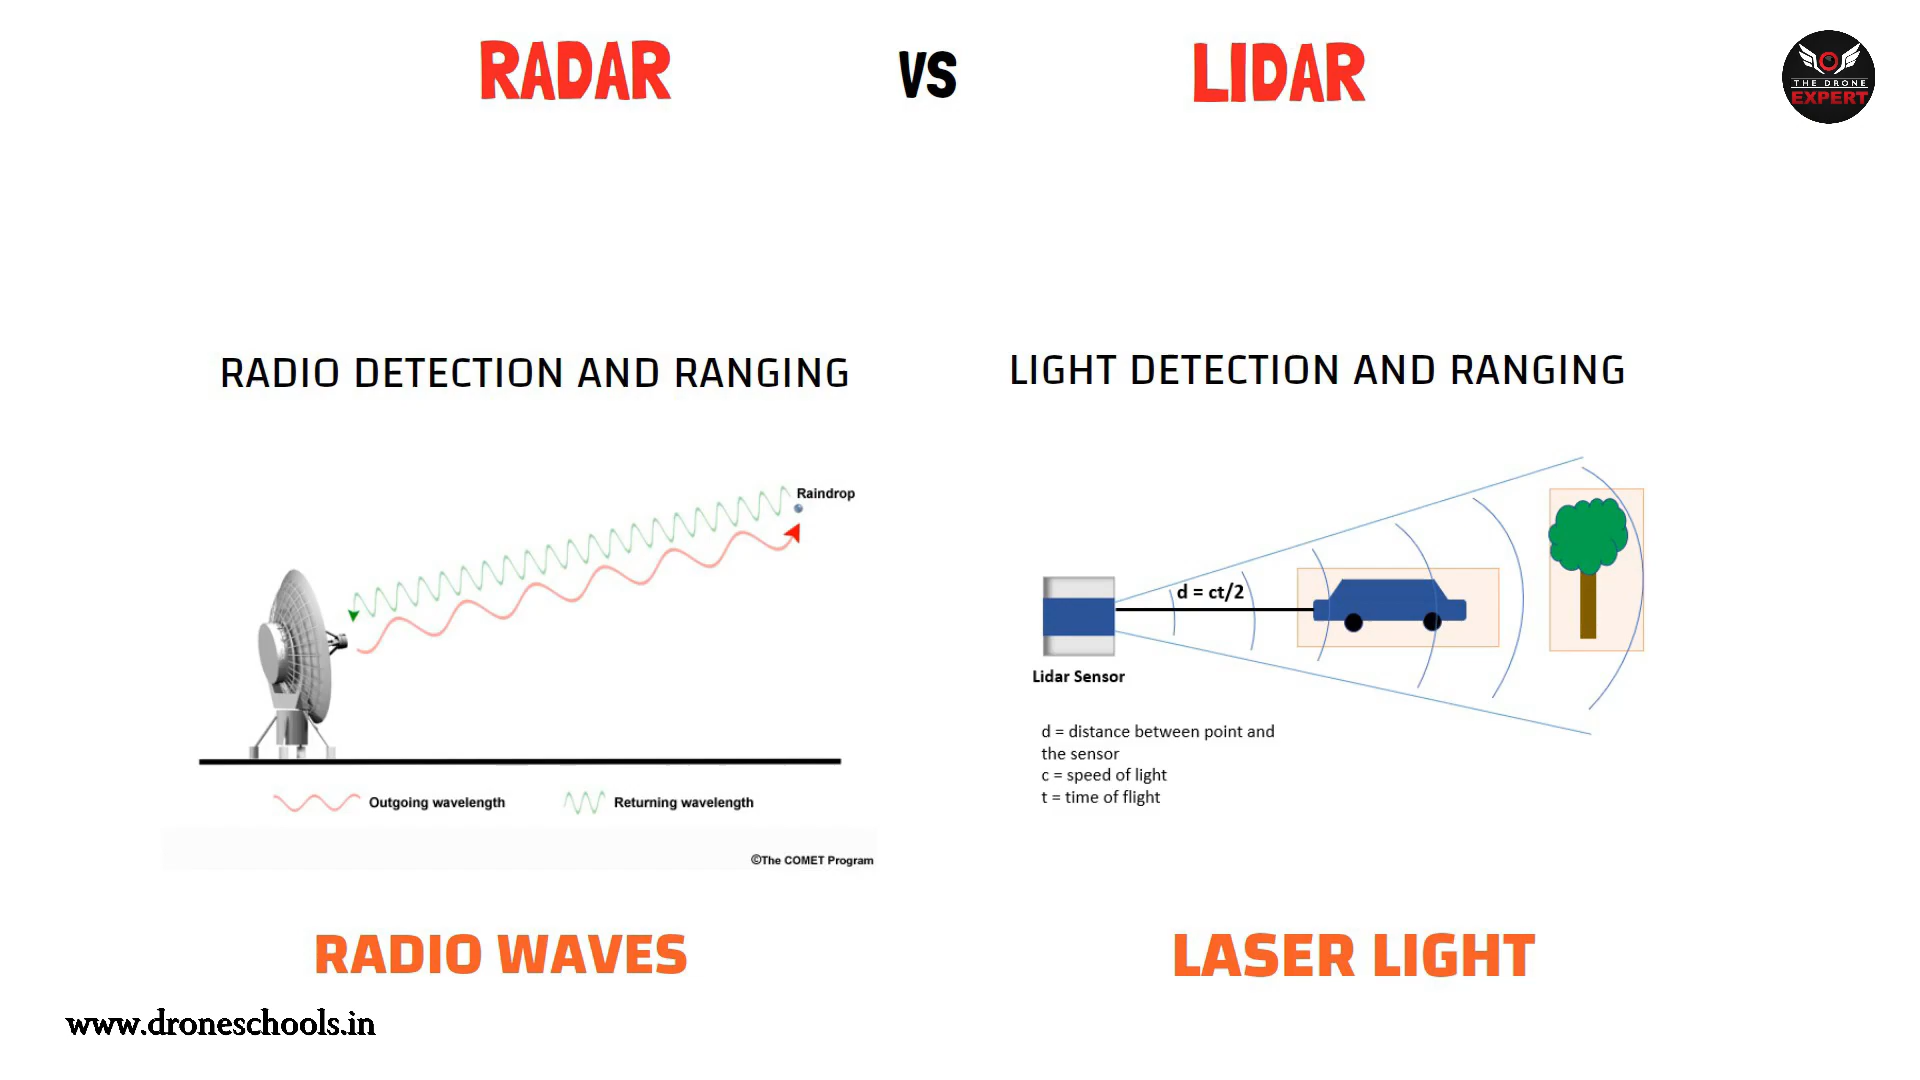 RADAR
VS
LIDAR
THE DRONE
EXPERT
RADIO DETECTION AND RANGING
LIGHT DETECTION AND RANGING
Raindrop
Outgoing wavelength
Returning wavelength
©The COMET Program
d = ct/2
Lidar Sensor
d = distance between point and
the sensor
c = speed of light
t = time of flight
RADIO WAVES
LASER LIGHT
www.droneschools.in